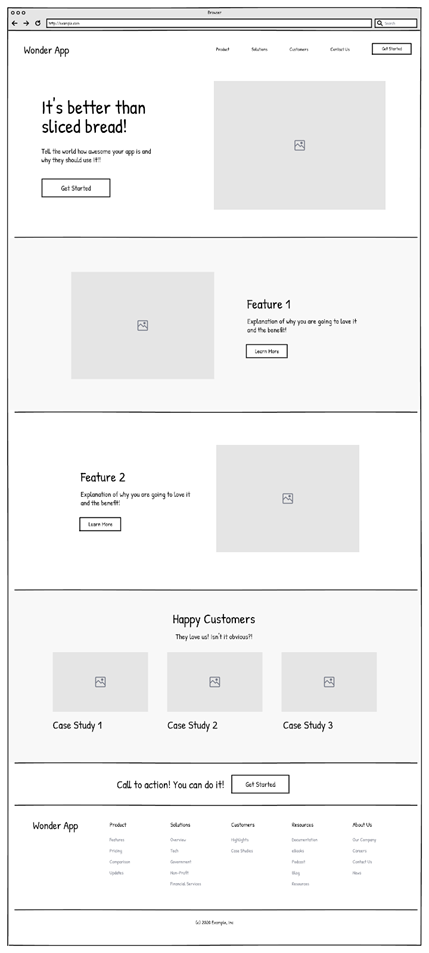 Browser
http://example.com
Search
Wonder App
Product
Solutions
Customers
Contact Us
Get Started
It's better than
sliced bread!
Tell the world how awesome your app is and
why they should use it!!
Get Started
Feature 1
Explanation of why you are going to love it
and the benefit!
Learn More
Feature 2
Explanation of why you are going to love it
and the benefit!
Learn More
Happy Customers
They love us! Isn't it obvious?!
Case Study 1
Case Study 2
Case Study 3
Call to action! You can do it!
Get Started
Wonder App
Product
Features
Pricing
Comparison
Updates
Solutions
Overview
Tech
Government
Non-Profit
Financial Services
Customers
Highlights
Case Studies
Resources
Documentation
eBooks
Podcast
Blog
Resources
About Us
Our Company
Careers
Contact Us
News
(c) 2020 Example, Inc